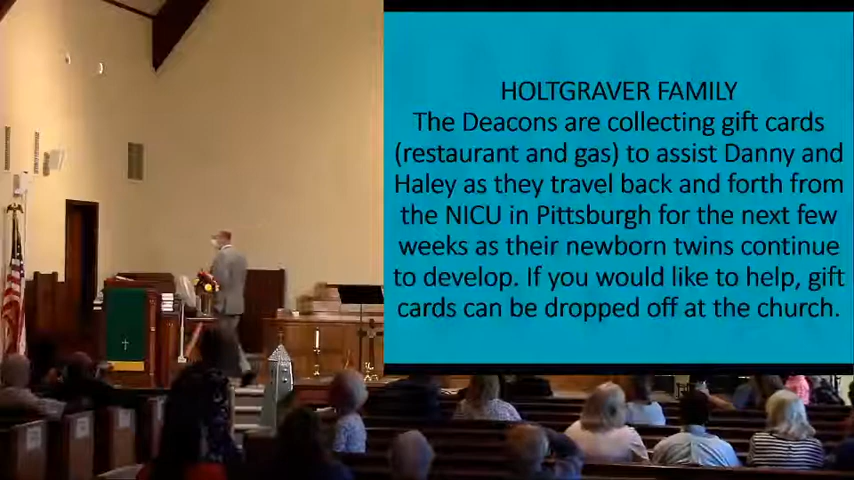 HOLTGRAVER FAMILY
The Deacons are collecting gift cards
(restaurant and gas) to assist Danny and
Haley as they travel back and forth from
the NICU in Pittsburgh for the next few
weeks as their newborn twins continue
to develop. If you would like to help, gift
cards can be dropped off at the church.